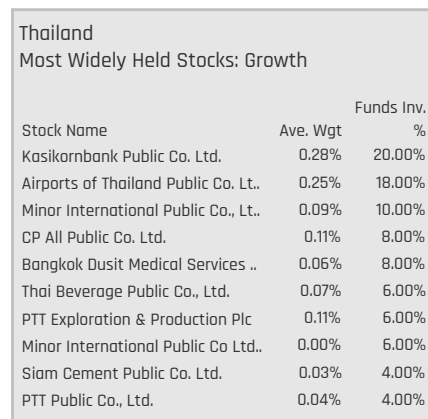 Thailand
Most Widely Held Stocks: Growth
Funds Inv.
Stock Name Ave. Wgt %
Kasikornbank Public Co. Ltd. 0.28% 20.00%
Airports of Thailand Public Co. Lt.. 0.25% 18.00%
Minor International Public Co., Lt.. 0.09% 10.00%
CP All Public Co. Ltd. 0.11% 8.00%
Bangkok Dusit Medical Services .. 0.06% 8.00%
Thai Beverage Public Co., Ltd. 0.07% 6.00%
PTT Exploration & Production Plc 0.11% 6.00%
Minor International Public Co Ltd.. 0.00% 6.00%
Siam Cement Public Co. Ltd. 0.03% 4.00%
PTT Public Co., Ltd. 0.04% 4.00%